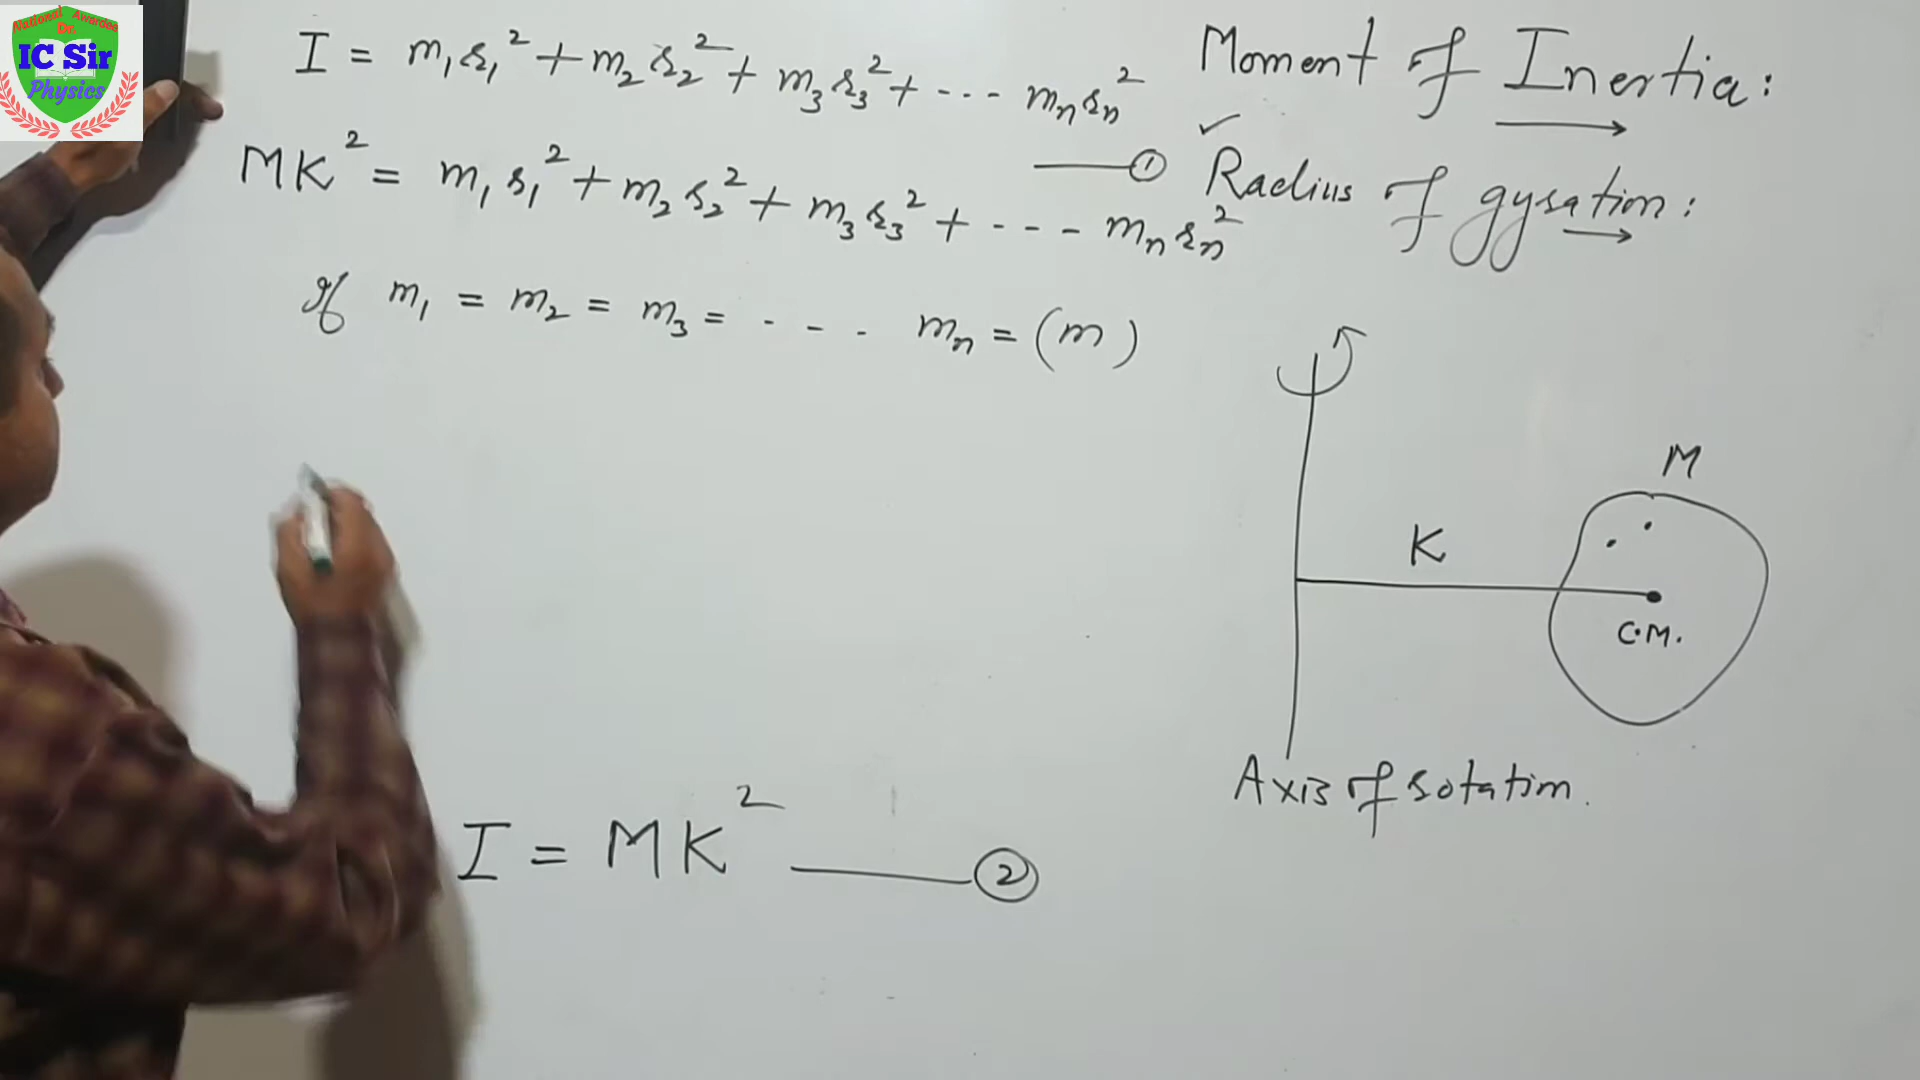 National Awardee
Dr.
IC Sir
Physics
I = m₁r₁² + m₂r₂² + m₃r₃² + --- mₙrₙ²
Moment of Inertia:
①
MK² = m₁r₁² + m₂r₂² + m₃r₃² + --- mₙrₙ²
Radius of gyration:
If m₁ = m₂ = m₃ = - - - mₙ = (m)
M
K
C.M.
Axis of rotation.
I = MK² ②